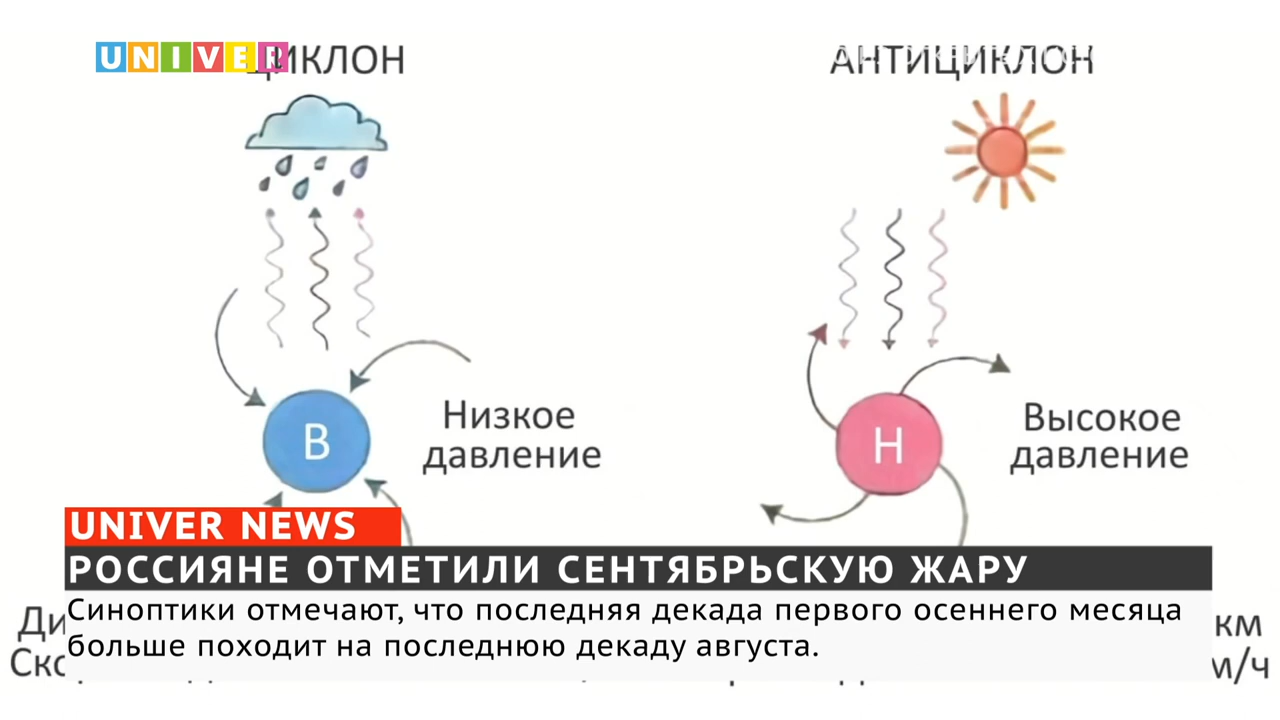 UNIVER
ЦИКЛОН
АНТИЦИКЛОН
В
Низкое
давление
Н
Высокое
давление
UNIVER NEWS
РОССИЯНЕ ОТМЕТИЛИ СЕНТЯБРЬСКУЮ ЖАРУ
Синоптики отмечают, что последняя декада первого осеннего месяца
больше походит на последнюю декаду августа.
км
м/ч